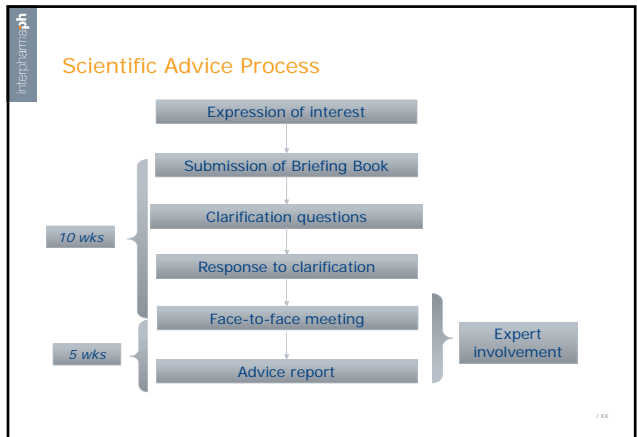 interpharmaph
Scientific Advice Process
Expression of interest
Submission of Briefing Book
Clarification questions
10 wks
Response to clarification
Face-to-face meeting
Expert
involvement
5 wks
Advice report
/ XX